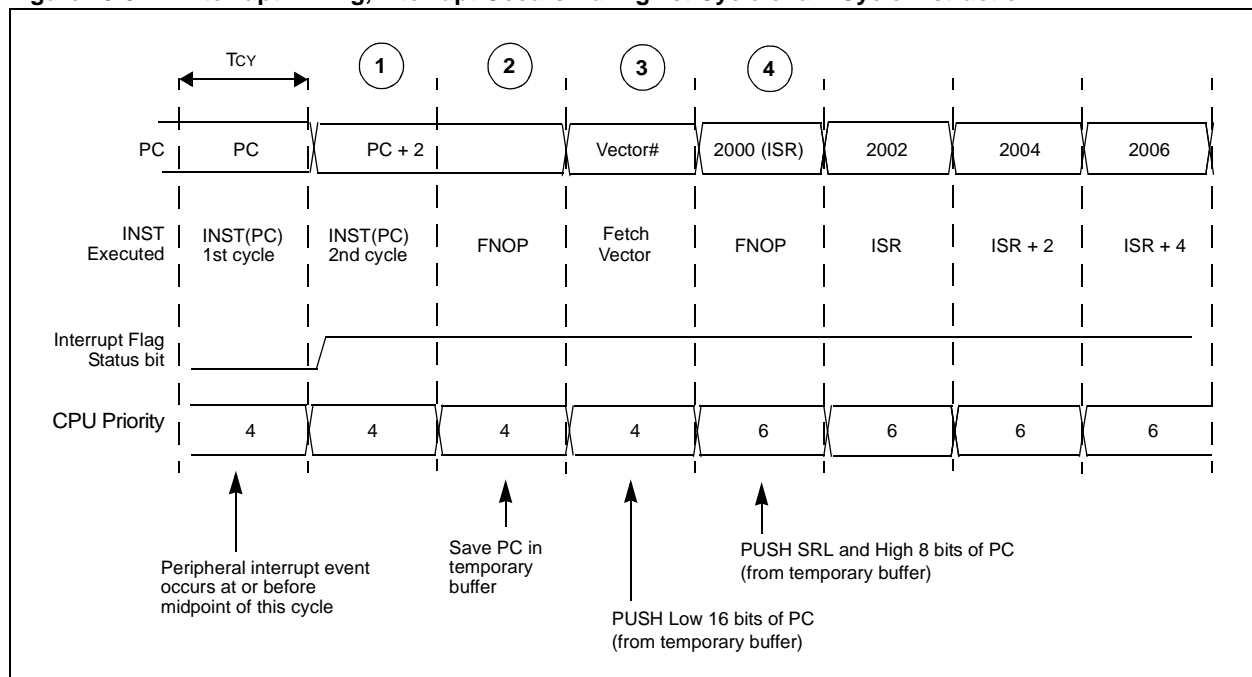 TCY
1
2
3
4
PC
PC
PC + 2
Vector#
2000 (ISR)
2002
2004
2006
INST
Executed
INST(PC)
1st cycle
INST(PC)
2nd cycle
FNOP
Fetch
Vector
FNOP
ISR
ISR + 2
ISR + 4
Interrupt Flag
Status bit
CPU Priority
4
4
4
4
6
6
6
6
Peripheral interrupt event
occurs at or before
midpoint of this cycle
Save PC in
temporary
buffer
PUSH Low 16 bits of PC
(from temporary buffer)
PUSH SRL and High 8 bits of PC
(from temporary buffer)